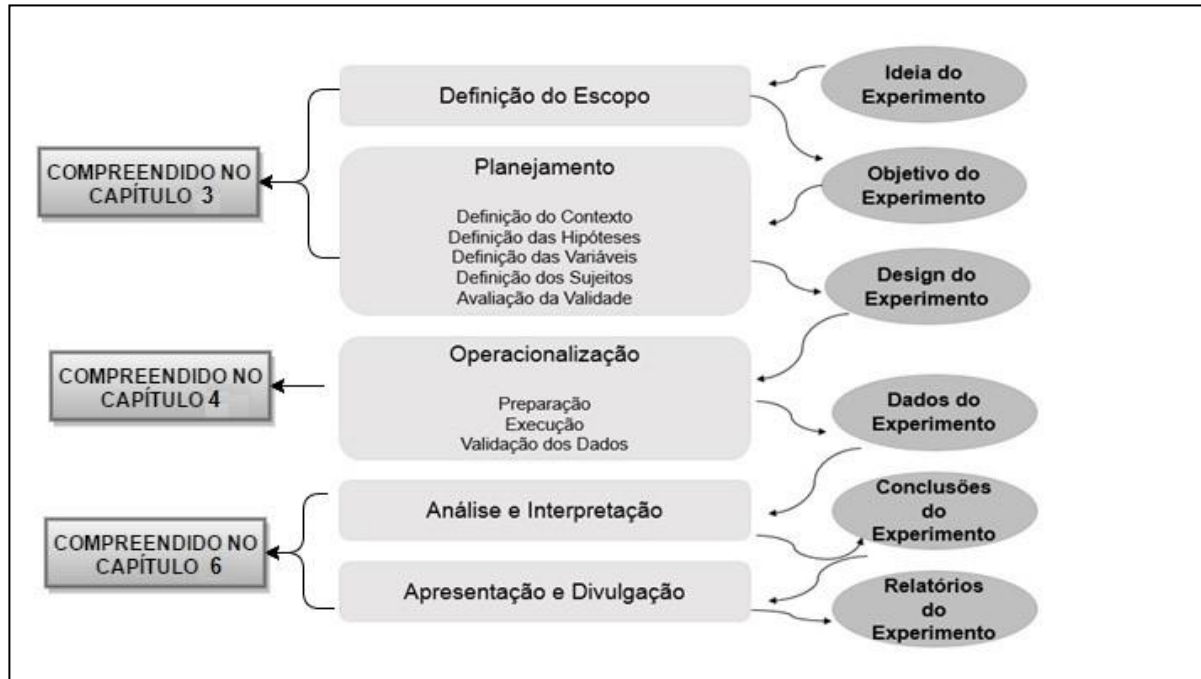 Definição do Escopo
Ideia do
Experimento
COMPREENDIDO NO
CAPÍTULO 3
Planejamento
Definição do Contexto
Definição das Hipóteses
Definição das Variáveis
Definição dos Sujeitos
Avaliação da Validade
Objetivo do
Experimento
Design do
Experimento
COMPREENDIDO NO
CAPÍTULO 4
Operacionalização
Preparação
Execução
Validação dos Dados
Dados do
Experimento
COMPREENDIDO NO
CAPÍTULO 6
Análise e Interpretação
Conclusões
do
Experimento
Apresentação e Divulgação
Relatórios
do
Experimento